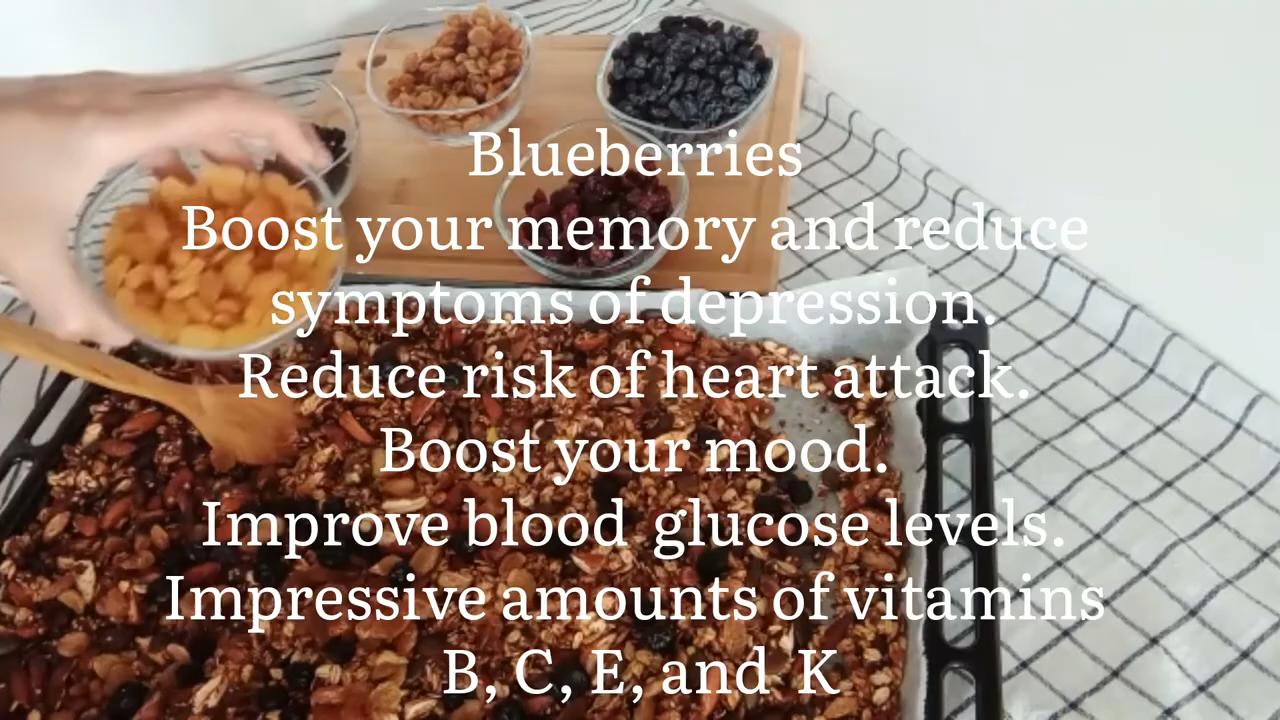 Blueberries
Boost your memory and reduce
symptoms of depression.
Reduce risk of heart attack.
Boost your mood.
Improve blood  glucose levels.
Impressive amounts of vitamins
B, C, E, and  K